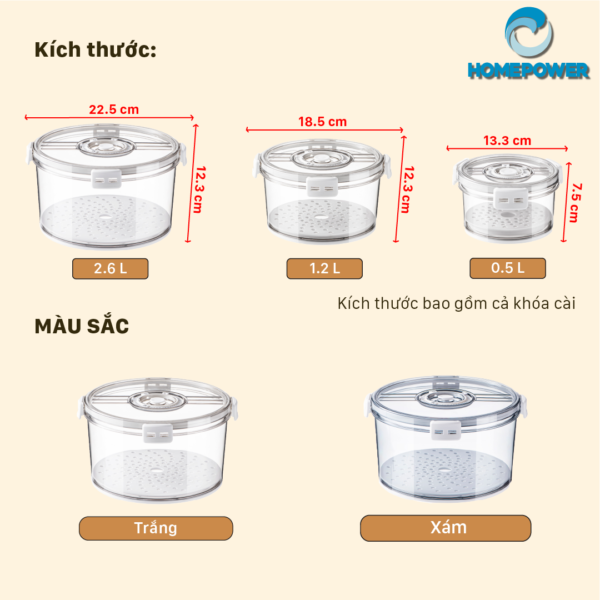 Kích thước:
HOMEPOWER
22.5 cm
18.5 cm
13.3 cm
12.3 cm
12.3 cm
7.5 cm
2.6 L
1.2 L
0.5 L
Kích thước bao gồm cả khóa cài
MÀU SẮC
Trắng
Xám